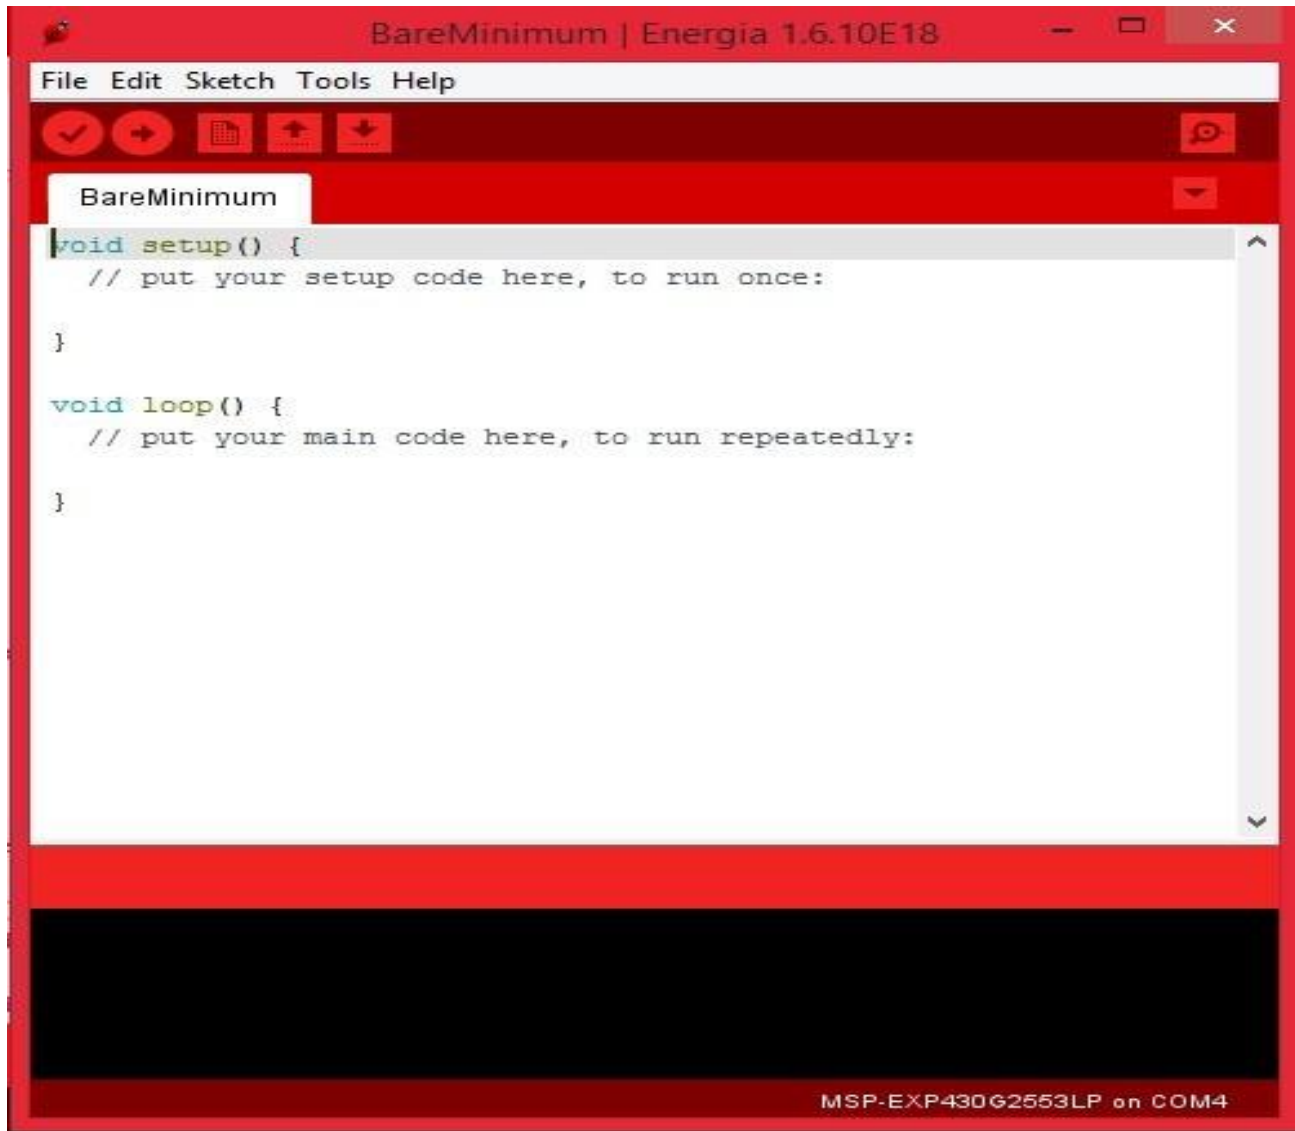 BareMinimum | Energia 1.6.10E18
File Edit Sketch Tools Help
BareMinimum
void setup() {
  // put your setup code here, to run once:
}
void loop() {
  // put your main code here, to run repeatedly:
}
MSP-EXP430G2553LP on COM4